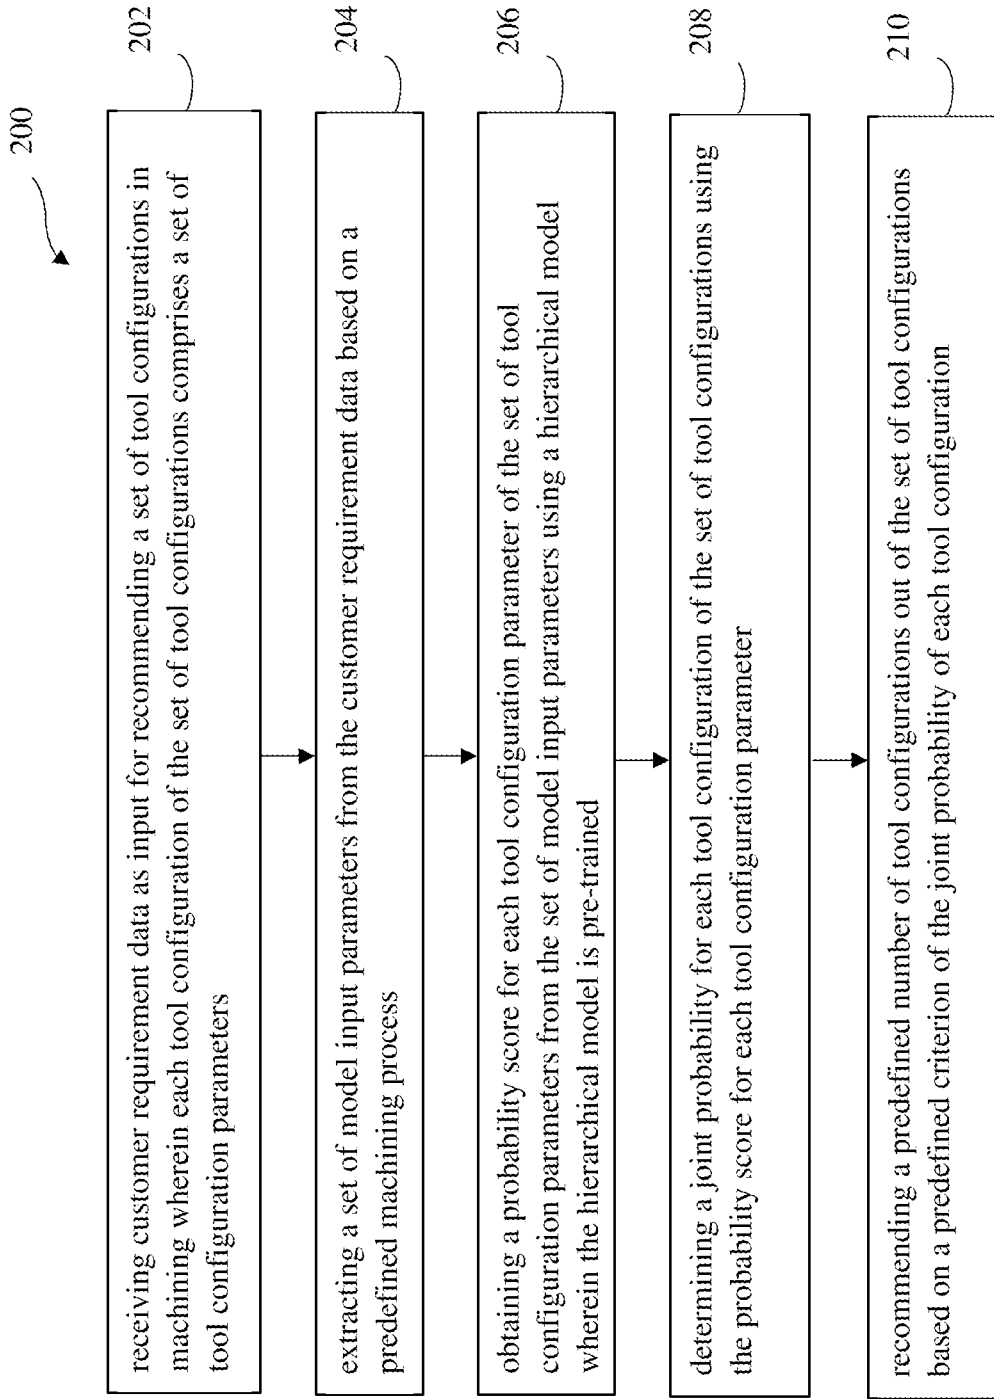 200
receiving customer requirement data as input for recommending a set of tool configurations in
machining wherein each tool configuration of the set of tool configurations comprises a set of
tool configuration parameters
202
extracting a set of model input parameters from the customer requirement data based on a
predefined machining process
204
obtaining a probability score for each tool configuration parameter of the set of tool
configuration parameters from the set of model input parameters using a hierarchical model
wherein the hierarchical model is pre-trained
206
determining a joint probability for each tool configuration of the set of tool configurations using
the probability score for each tool configuration parameter
208
recommending a predefined number of tool configurations out of the set of tool configurations
based on a predefined criterion of the joint probability of each tool configuration
210